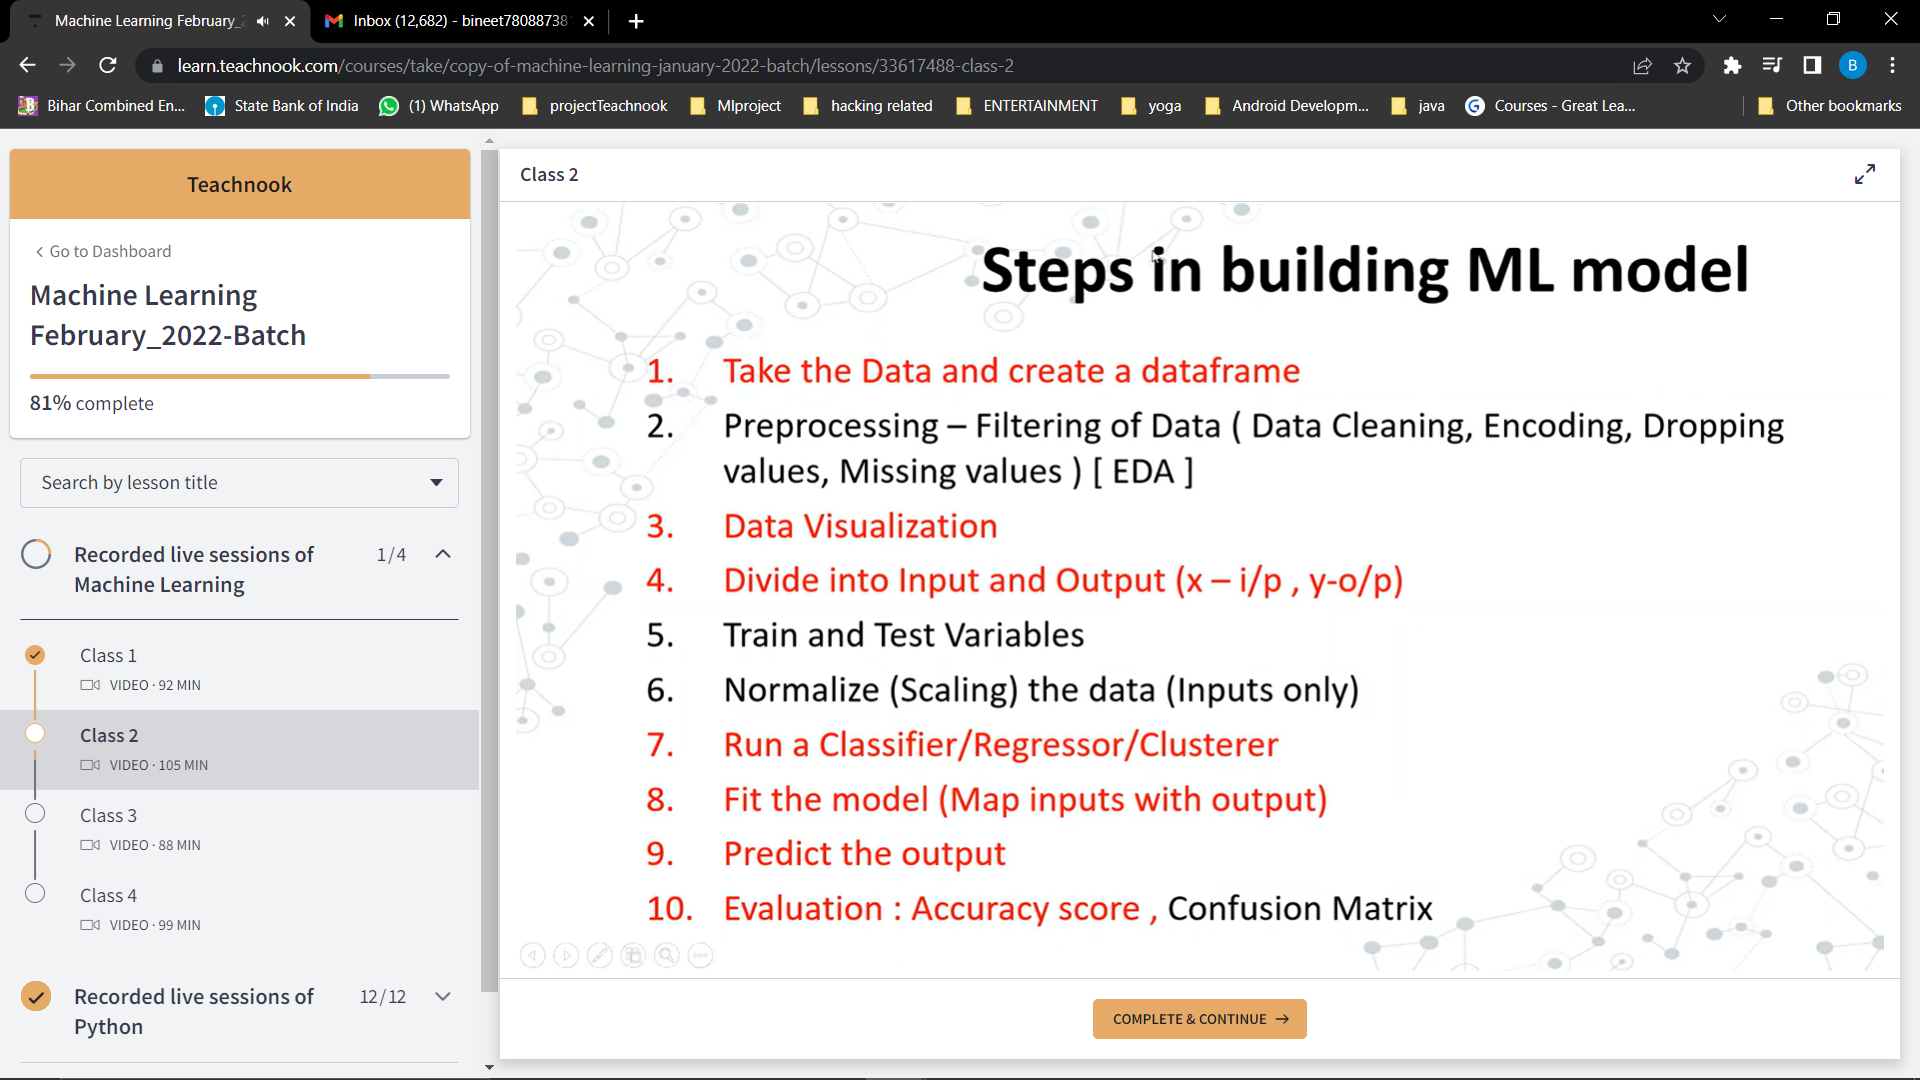 Machine Learning February_2
Inbox (12,682) - bineet780887381
learn.teachnook.com/courses/take/copy-of-machine-learning-january-2022-batch/lessons/33617488-class-2
B
Bihar Combined En...
State Bank of India
(1) WhatsApp
projectTeachnook
Mlproject
hacking related
ENTERTAINMENT
yoga
Android Developm...
java
Courses - Great Lea...
Other bookmarks
Teachnook
Go to Dashboard
Machine Learning
February_2022-Batch
81% complete
Search by lesson title
Recorded live sessions of
Machine Learning
1/4
Class 1
VIDEO · 92 MIN
Class 2
VIDEO · 105 MIN
Class 3
VIDEO · 88 MIN
Class 4
VIDEO · 99 MIN
Recorded live sessions of
Python
12/12
Class 2
Steps in building ML model
1. Take the Data and create a dataframe
2. Preprocessing – Filtering of Data ( Data Cleaning, Encoding, Dropping
values, Missing values ) [ EDA ]
3. Data Visualization
4. Divide into Input and Output (x – i/p , y-o/p)
5. Train and Test Variables
6. Normalize (Scaling) the data (Inputs only)
7. Run a Classifier/Regressor/Clusterer
8. Fit the model (Map inputs with output)
9. Predict the output
10. Evaluation : Accuracy score , Confusion Matrix
COMPLETE & CONTINUE →